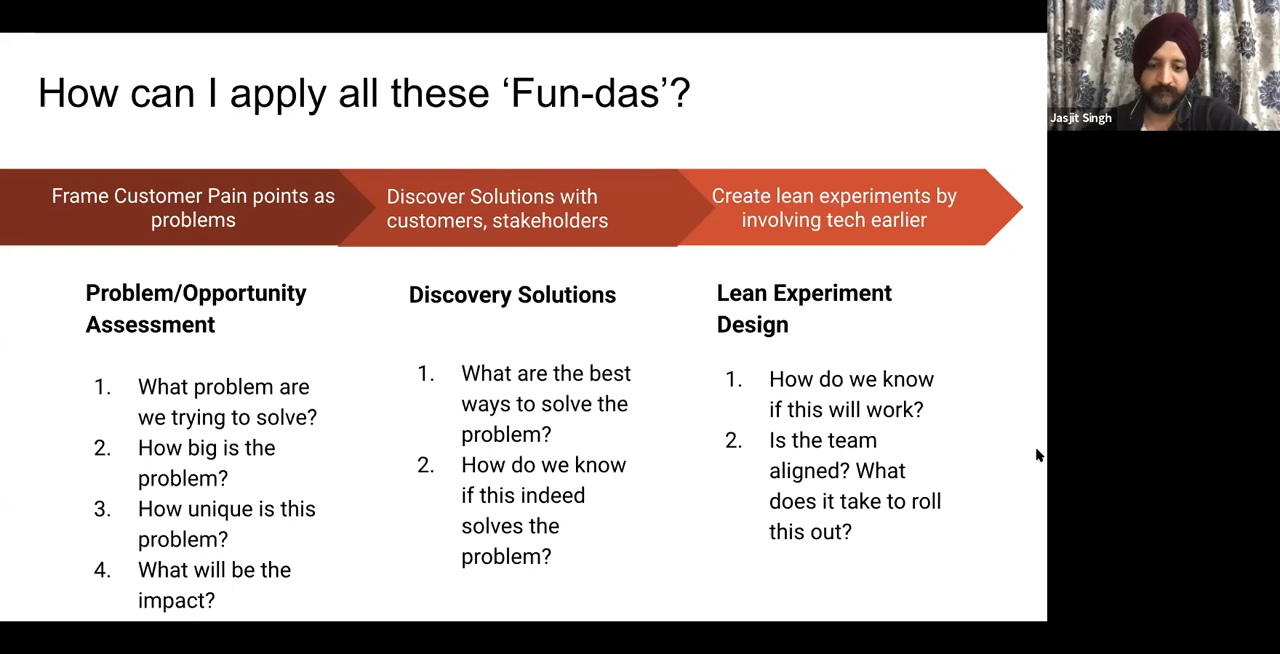 How can I apply all these ‘Fun-das’?
Jasjit Singh
Frame Customer Pain points as
problems
Discover Solutions with
customers, stakeholders
Create lean experiments by
involving tech earlier
Problem/Opportunity
Assessment
1. What problem are
we trying to solve?
2. How big is the
problem?
3. How unique is this
problem?
4. What will be the
impact?
Discovery Solutions
1. What are the best
ways to solve the
problem?
2. How do we know
if this indeed
solves the
problem?
Lean Experiment
Design
1. How do we know
if this will work?
2. Is the team
aligned? What
does it take to roll
this out?